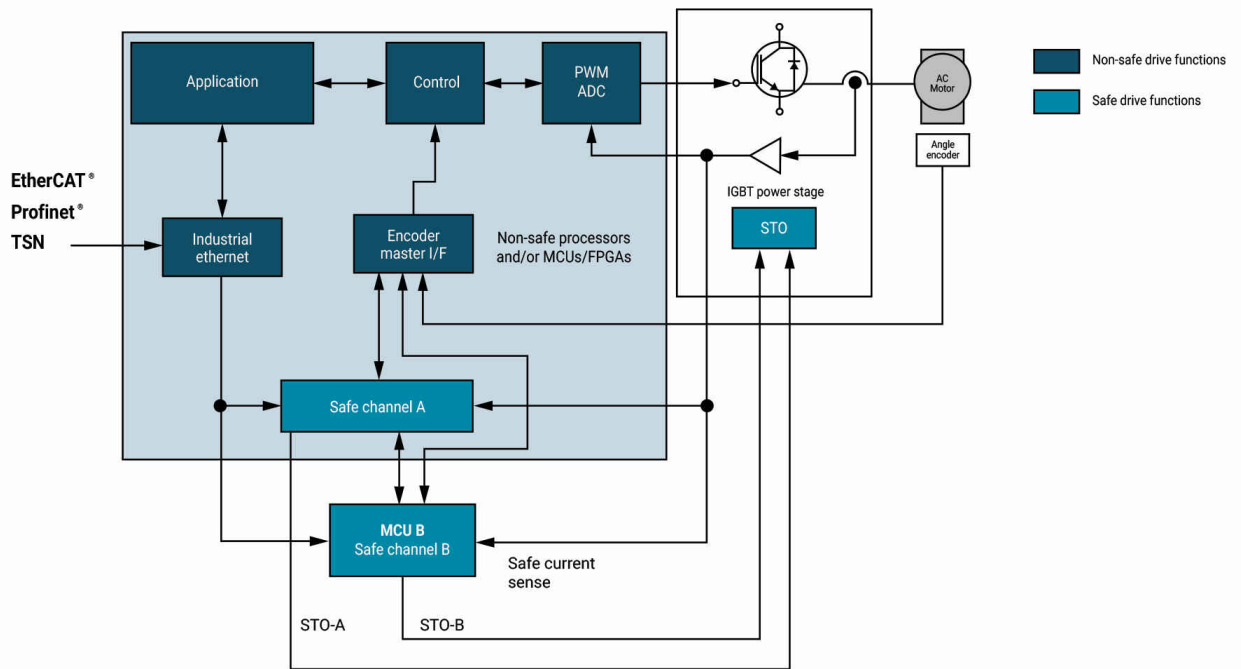 Application
Control
PWM
ADC
AC
Motor
Non-safe drive functions
Safe drive functions
Angle
encoder
EtherCAT®
Profinet®
TSN
Industrial
ethernet
Encoder
master I/F
Non-safe processors
and/or MCUs/FPGAs
IGBT power stage
STO
Safe channel A
MCU B
Safe channel B
Safe current
sense
STO-A
STO-B